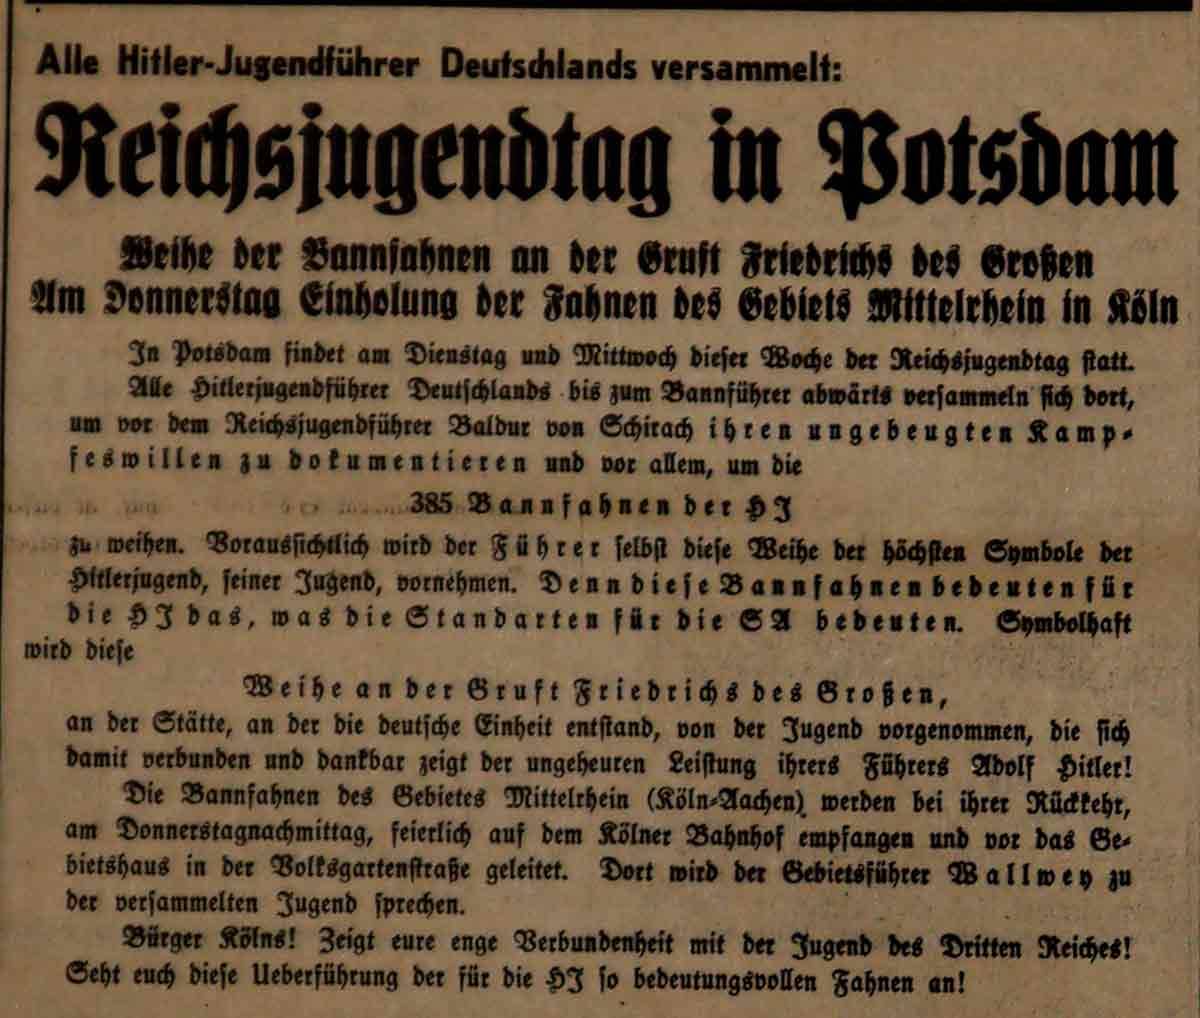 Alle Hitler-Jugendführer Deutschlands versammelt:
Reichsjugendtag in Potsdam
Weihe der Bannfahnen an der Gruft Friedrichs des Großen
Am Donnerstag Einholung der Fahnen des Gebiets Mittelrhein in Köln
In Potsdam findet am Dienstag und Mittwoch dieser Woche der Reichsjugendtag statt.
Alle Hitlerjugendführer Deutschlands bis zum Bannführer abwärts versammeln sich dort,
um vor dem Reichsjugendführer Baldur von Schirach ihren ungebeugten Kamp-
feswillen zu dokumentieren und vor allem, um die
385 Bannfahnen der HJ
zu weihen. Voraussichtlich wird der Führer selbst diese Weihe der höchsten Symbole der
Hitlerjugend, seiner Jugend, vornehmen. Denn diese Bannfahnen bedeuten für
die HJ das, was die Standarten für die SA bedeuten. Symbolhaft
wird diese
Weihe an der Gruft Friedrichs des Großen,
an der Stätte, an der die deutsche Einheit entstand, von der Jugend vorgenommen, die sich
damit verbunden und dankbar zeigt der ungeheuren Leistung ihrers Führers Adolf Hitler!
Die Bannfahnen des Gebietes Mittelrhein (Köln-Aachen) werden bei ihrer Rückkehr,
am Donnerstagnachmittag, feierlich auf dem Kölner Bahnhof empfangen und vor das Ge-
bietshaus in der Volksgartenstraße geleitet. Dort wird der Gebietsführer Wallwey zu
der versammelten Jugend sprechen.
Bürger Kölns! Zeigt eure enge Verbundenheit mit der Jugend des Dritten Reiches!
Seht euch diese Ueberführung der für die HJ so bedeutungsvollen Fahnen an!